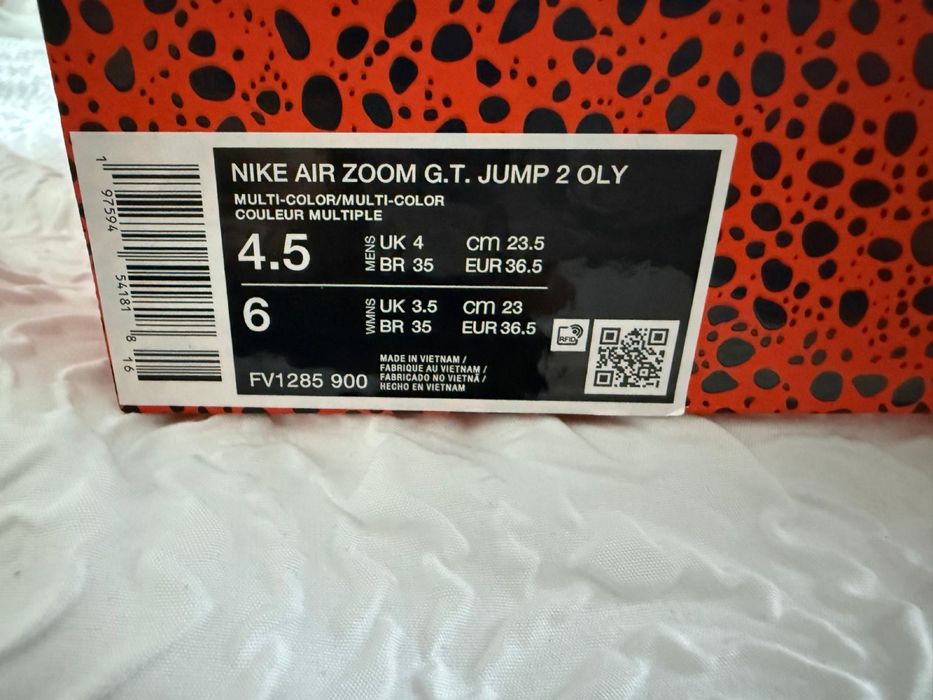 NIKE AIR ZOOM G.T. JUMP 2 OLY
MULTI-COLOR/MULTI-COLOR
COULEUR MULTIPLE
4.5 MENS UK 4 cm 23.5
BR 35 EUR 36.5
6 WMNS UK 3.5 cm 23
BR 35 EUR 36.5
RFID
FV1285 900
MADE IN VIETNAM /
FABRIQUE AU VIETNAM /
FABRICADO NO VIETNÃ /
HECHO EN VIETNAM
1 97594 54181 8 16